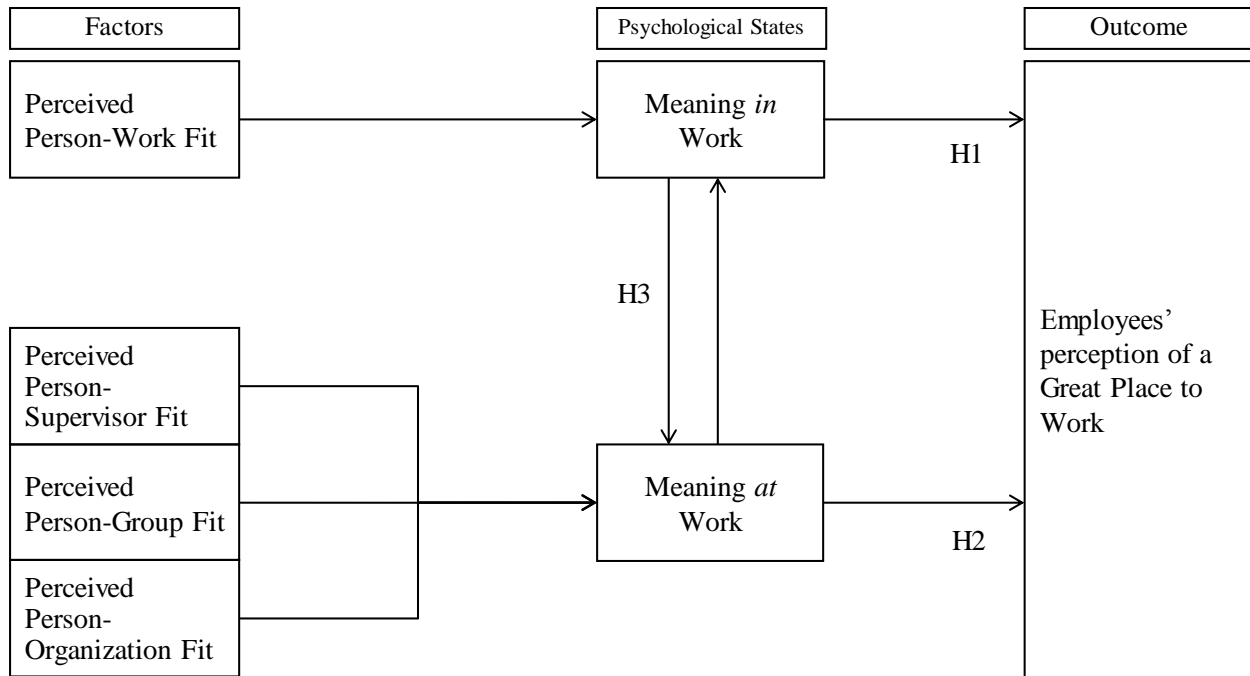 Factors
Psychological States
Outcome
Perceived
Person-Work Fit
Meaning in
Work
H1
H3
Employees’
perception of a
Great Place to
Work
Perceived
Person-
Supervisor Fit
Perceived
Person-Group Fit
Perceived
Person-
Organization Fit
Meaning at
Work
H2